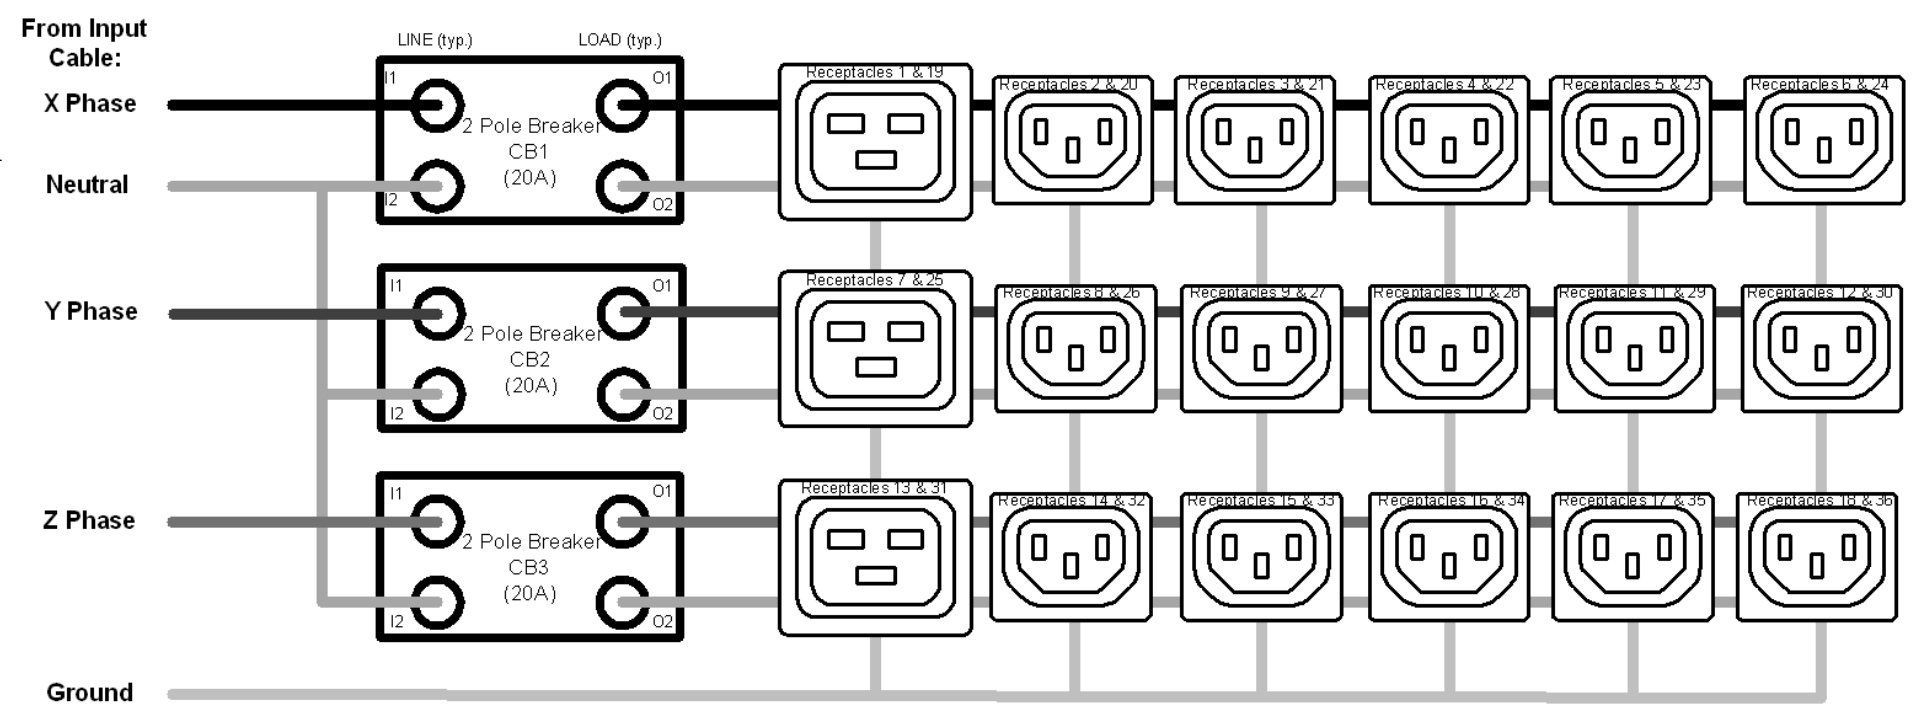 From Input
Cable:
LINE (typ.)
LOAD (typ.)
X Phase
I1
O1
2 Pole Breaker
CB1
(20A)
Neutral
I2
O2
Receptacles 1 & 19
Receptacles 2 & 20
Receptacles 3 & 21
Receptacles 4 & 22
Receptacles 5 & 23
Receptacles 6 & 24
Y Phase
I1
O1
2 Pole Breaker
CB2
(20A)
I2
O2
Receptacles 7 & 25
Receptacles 8 & 26
Receptacles 9 & 27
Receptacles 10 & 28
Receptacles 11 & 29
Receptacles 12 & 30
Z Phase
I1
O1
2 Pole Breaker
CB3
(20A)
I2
O2
Receptacles 13 & 31
Receptacles 14 & 32
Receptacles 15 & 33
Receptacles 16 & 34
Receptacles 17 & 35
Receptacles 18 & 36
Ground